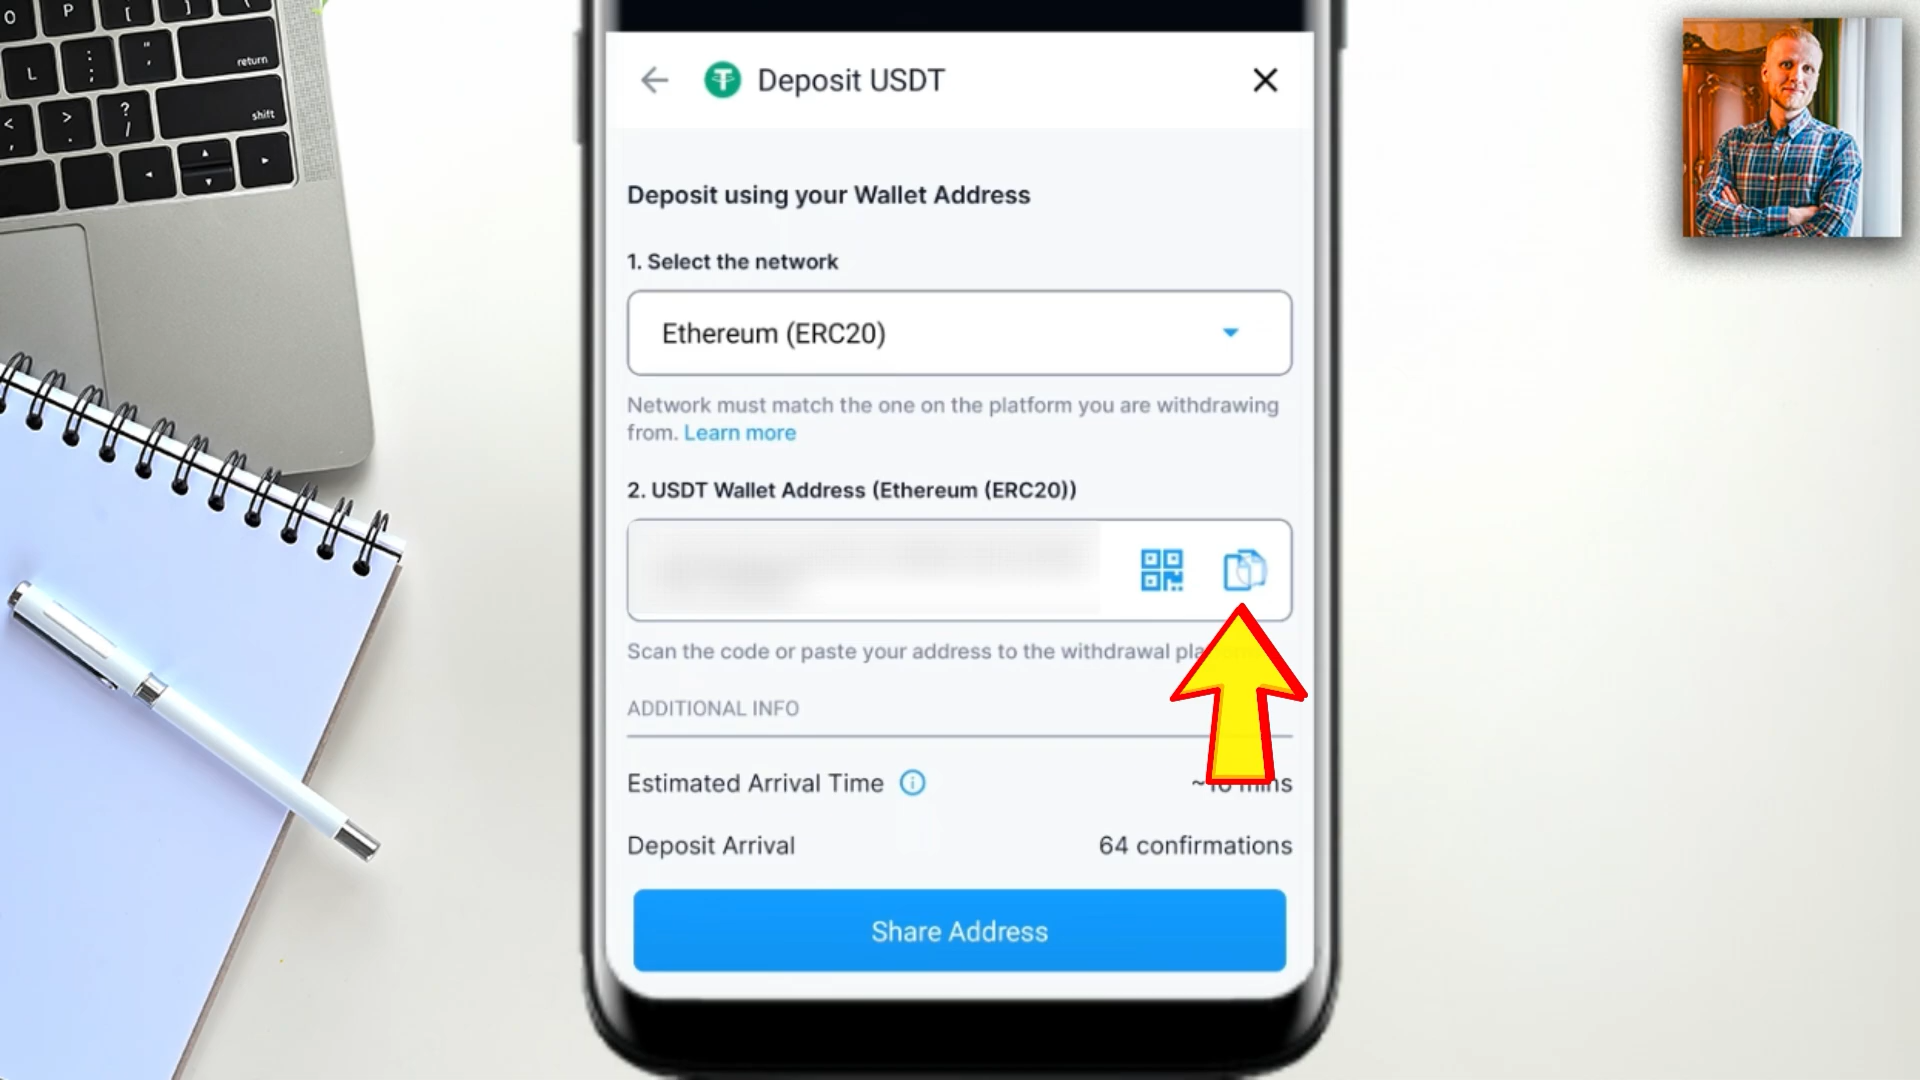 O
P
{
[
}
]
L
:
;
"
'
return
<
,
>
.
?
/
shift
Deposit USDT
Deposit using your Wallet Address
1. Select the network
Ethereum (ERC20)
Network must match the one on the platform you are withdrawing
from. Learn more
2. USDT Wallet Address (Ethereum (ERC20))
Scan the code or paste your address to the withdrawal
ADDITIONAL INFO
Estimated Arrival Time
Deposit Arrival
64 confirmations
Share Address